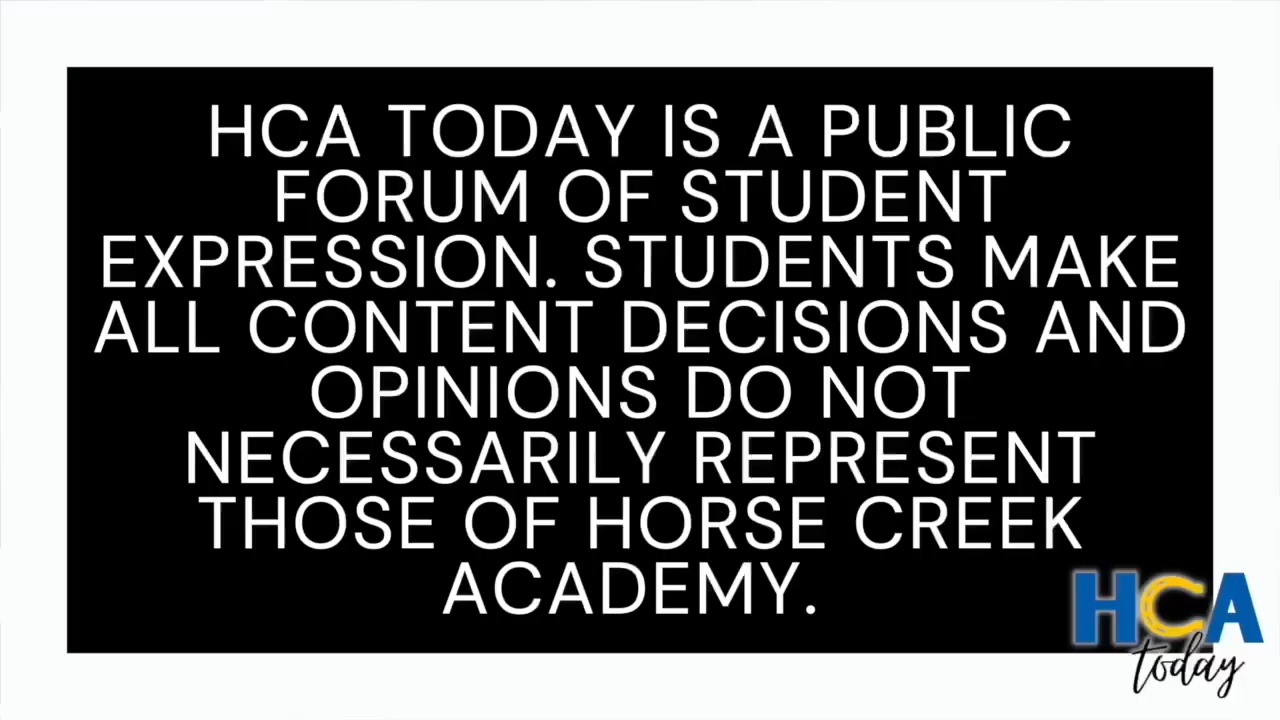 HCA TODAY IS A PUBLIC
FORUM OF STUDENT
EXPRESSION. STUDENTS MAKE
ALL CONTENT DECISIONS AND
OPINIONS DO NOT
NECESSARILY REPRESENT
THOSE OF HORSE CREEK
ACADEMY.
HCA
today